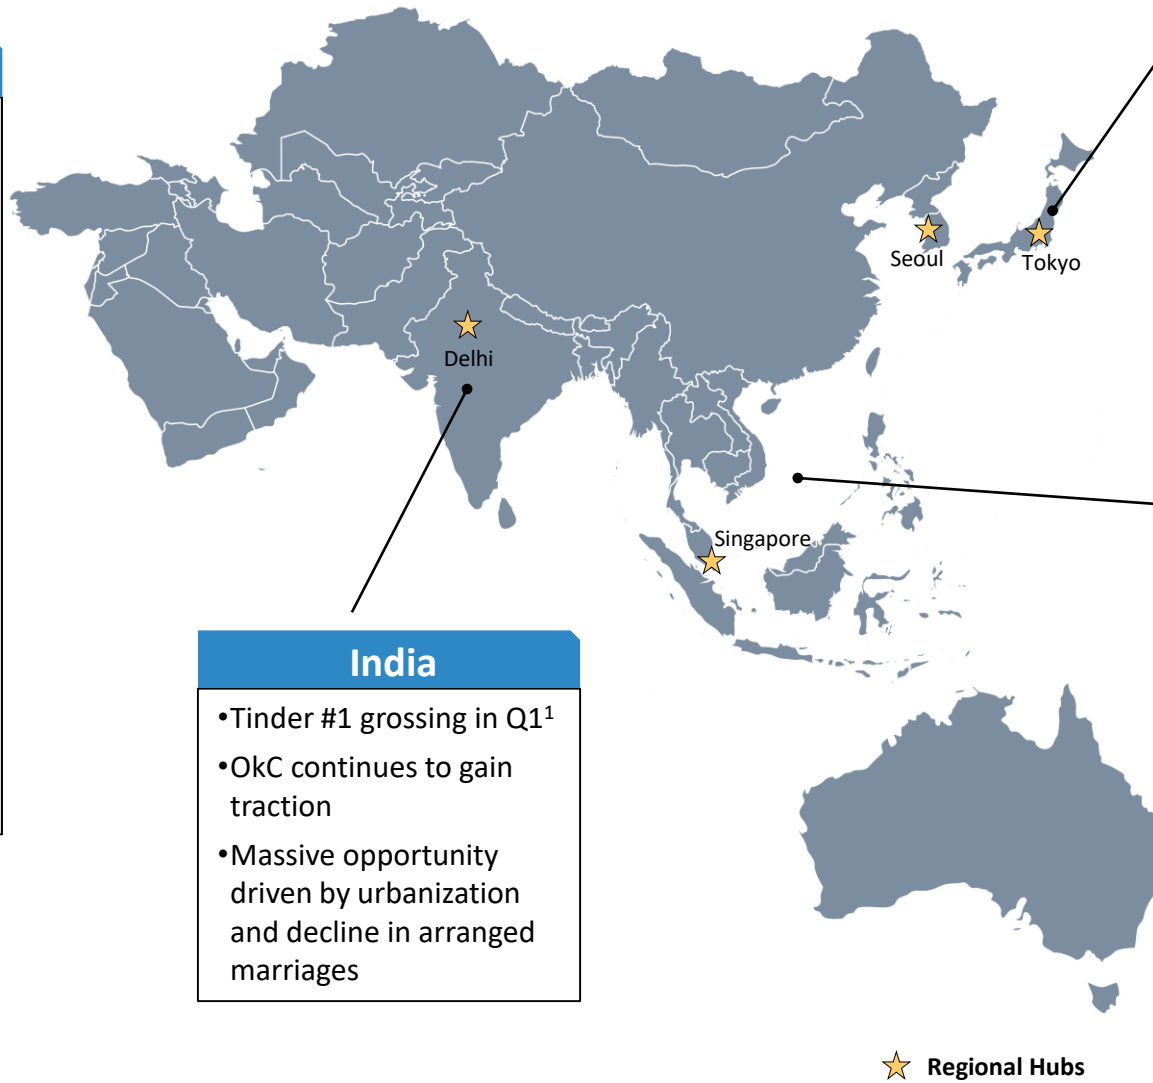 Seoul
Tokyo
Delhi
Singapore
India
•Tinder #1 grossing in Q1¹
•OkC continues to gain
traction
•Massive opportunity
driven by urbanization
and decline in arranged
marriages
Regional Hubs